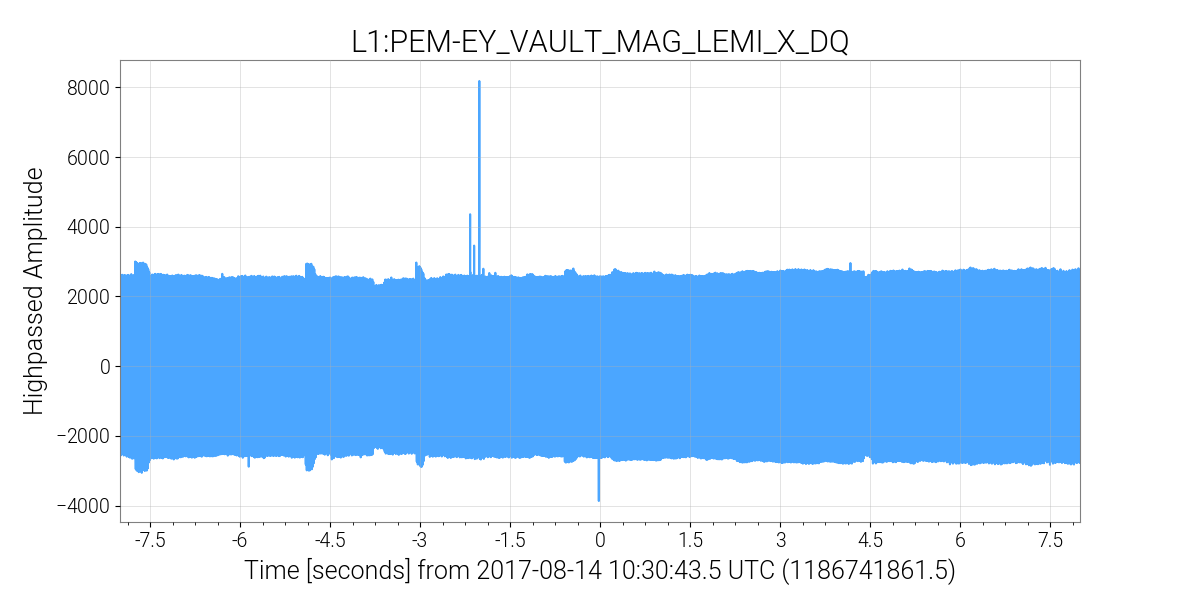 L1:PEM-EY_VAULT_MAG_LEMI_X_DQ
Highpassed Amplitude
8000
6000
4000
2000
0
−2000
−4000
-7.5 -6 -4.5 -3 -1.5 0 1.5 3 4.5 6 7.5
Time [seconds] from 2017-08-14 10:30:43.5 UTC (1186741861.5)